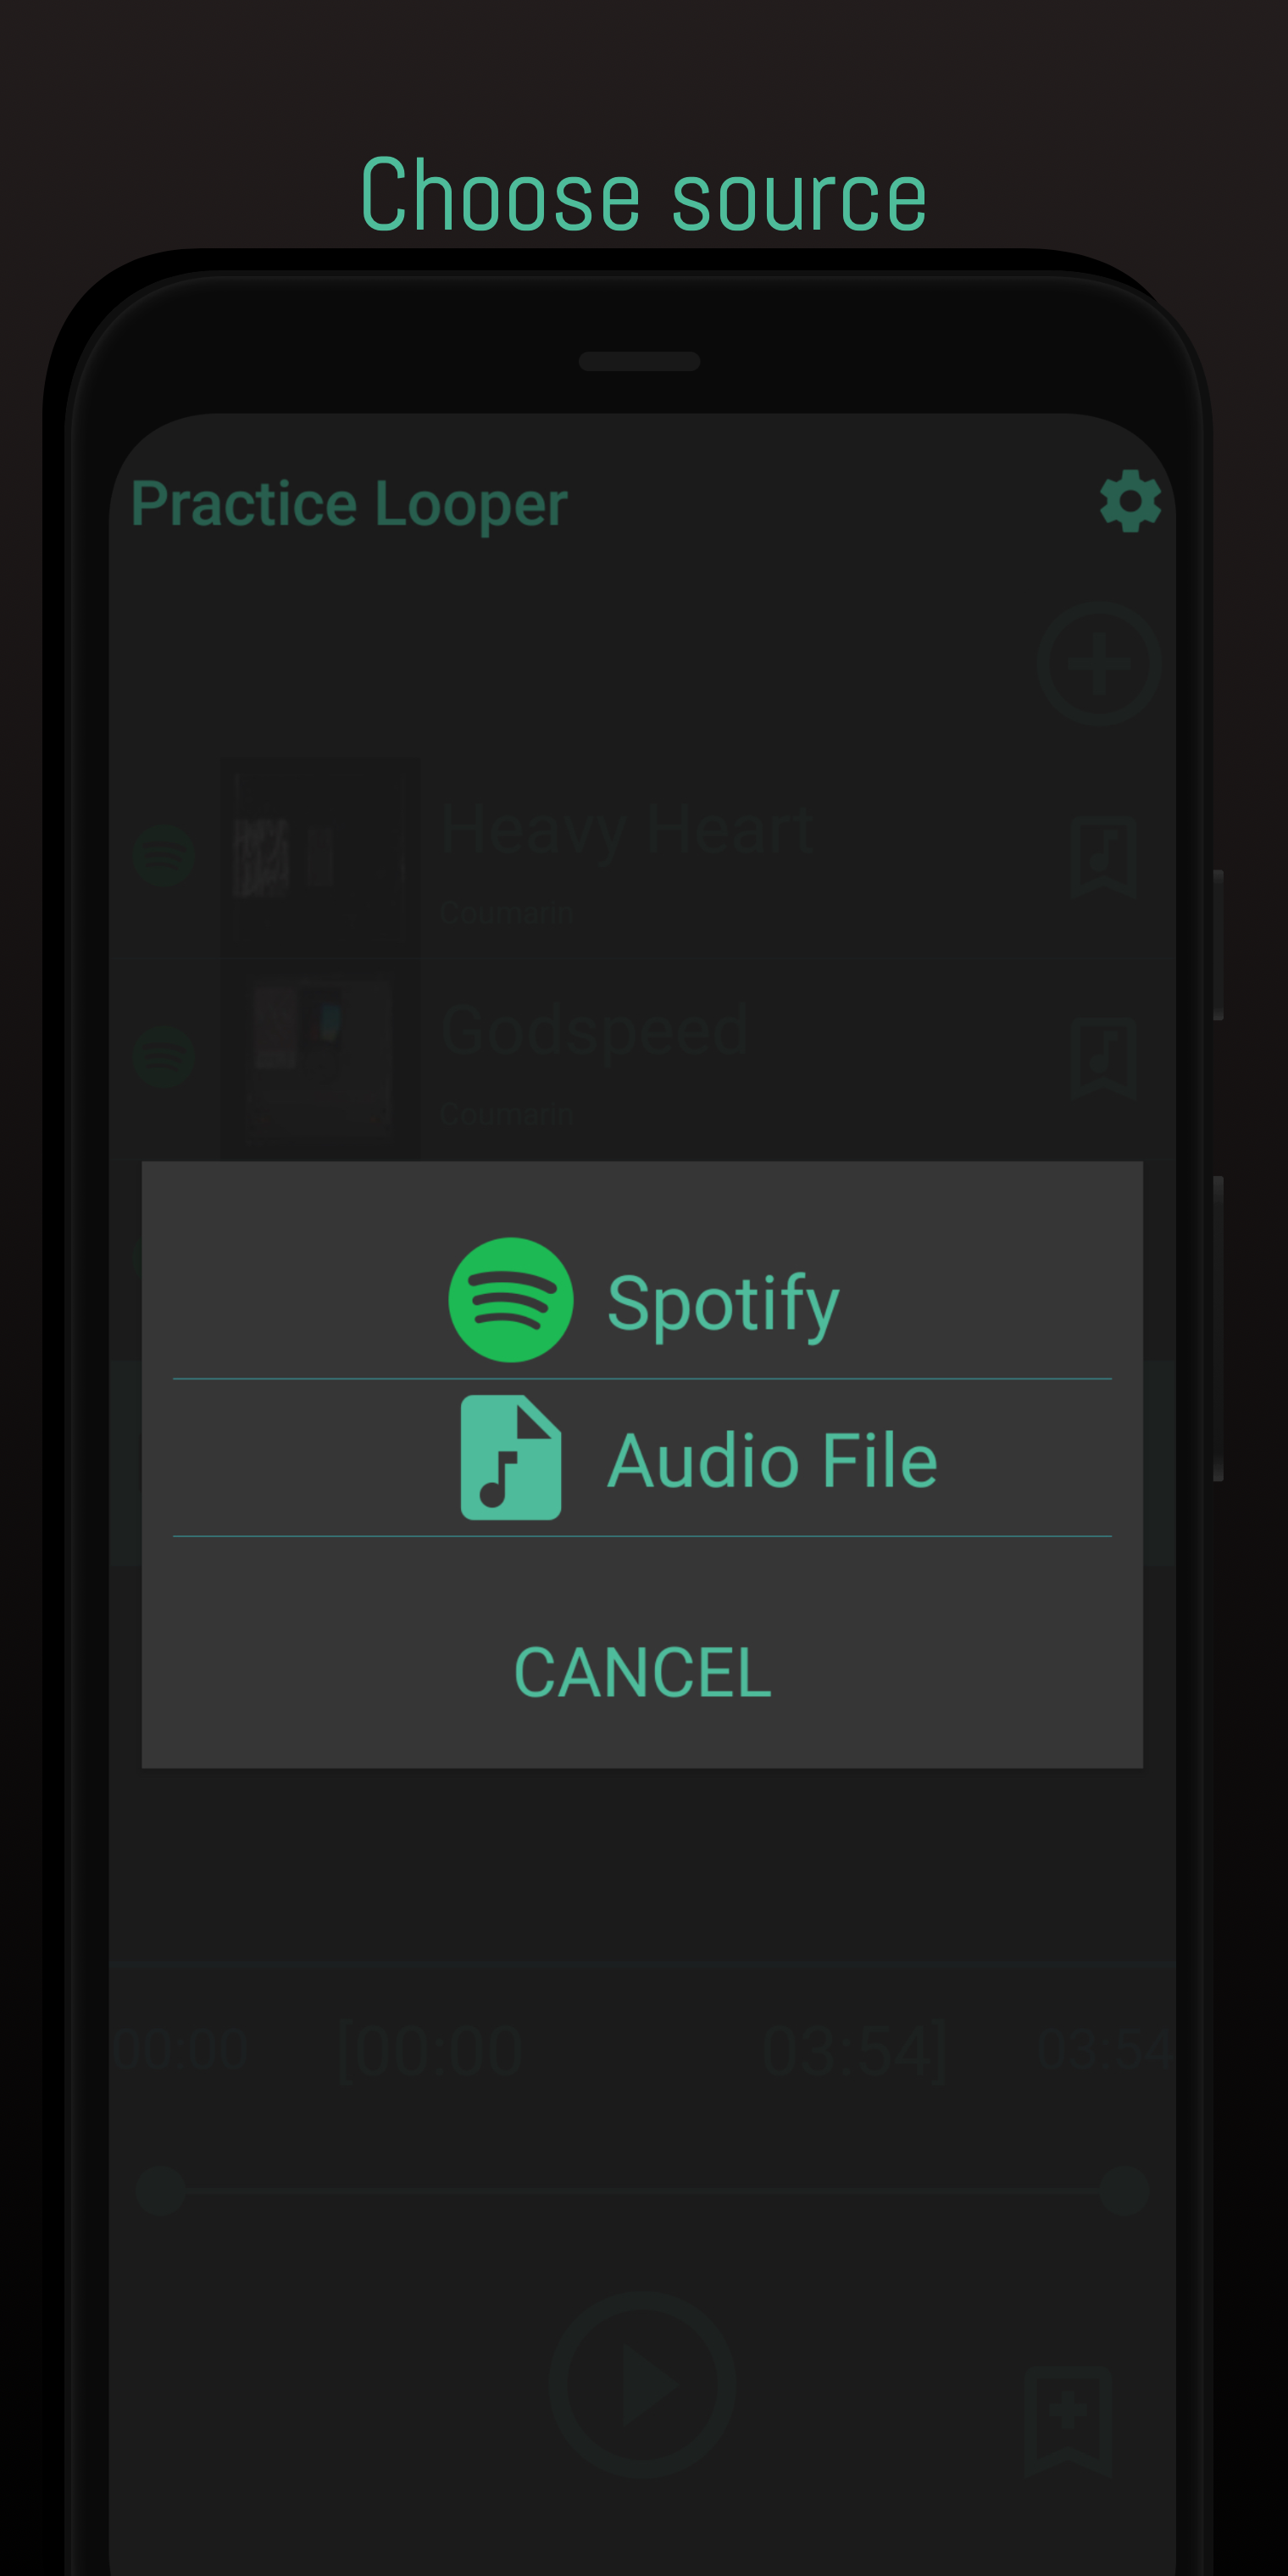 Choose source
Practice Looper
Heavy Heart
Coumarin
Godspeed
Coumarin
Spotify
Audio File
CANCEL
00:00 [00:00 03:54] 03:54